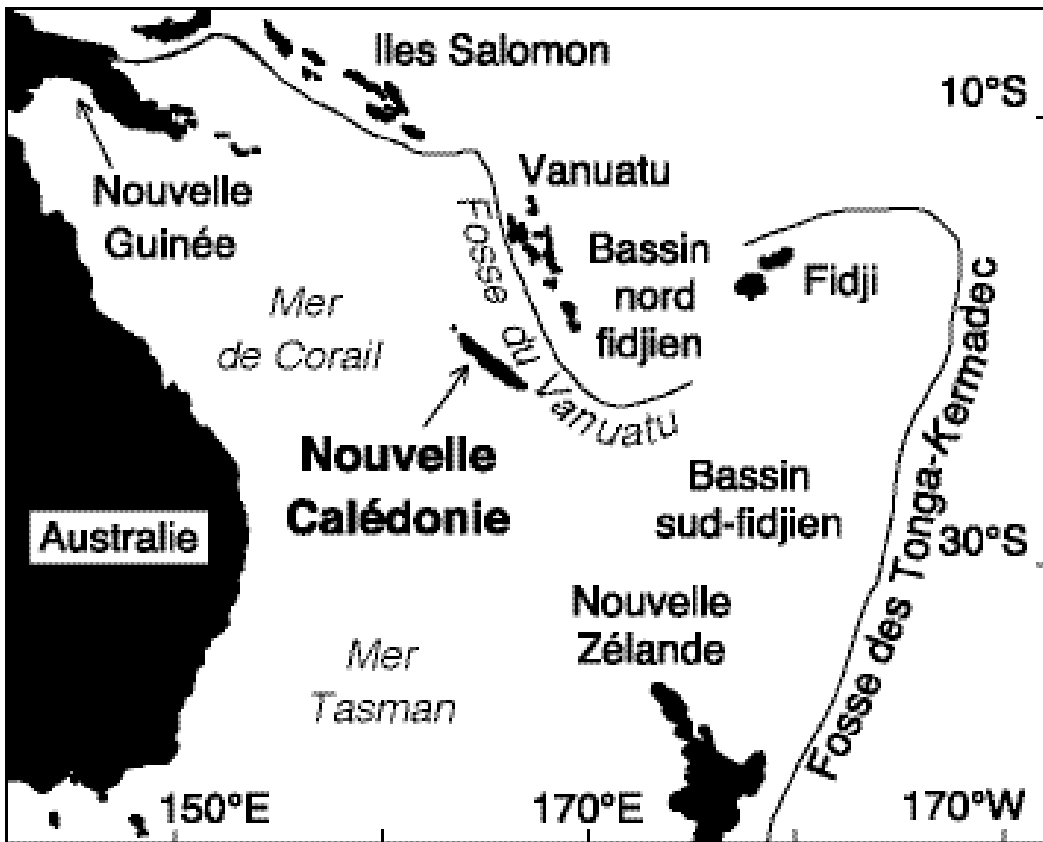 Iles Salomon
10°S
Nouvelle
Guinée
Vanuatu
Fosse du Vanuatu
Bassin
nord
fidjien
Fidji
Mer
de Corail
Nouvelle
Calédonie
Bassin
sud-fidjien
Fosse des Tonga-Kermadec
Australie
30°S
Nouvelle
Zélande
Mer
Tasman
150°E
170°E
170°W